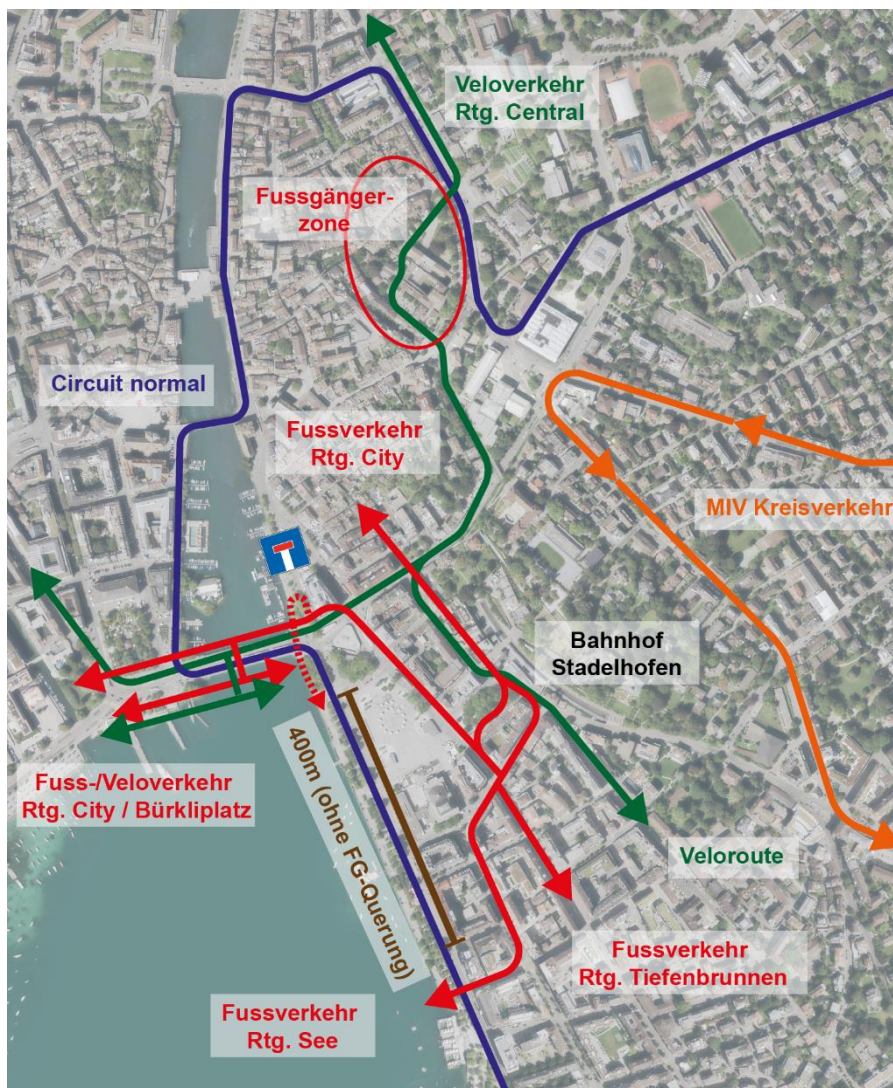 Veloverkehr
Rtg. Central
Fussgänger-
zone
Circuit normal
Fussverkehr
Rtg. City
MIV Kreisverkehr
Bahnhof
Stadelhofen
Fuss-/Veloverkehr
Rtg. City / Bürkliplatz
400m (ohne FG-Querung)
Veloroute
Fussverkehr
Rtg. Tiefenbrunnen
Fussverkehr
Rtg. See